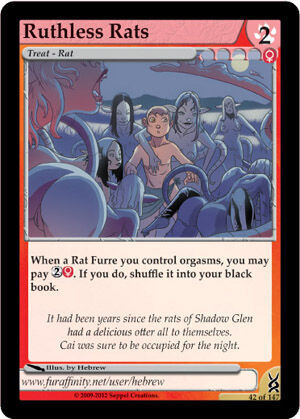 Ruthless Rats
2
Treat - Rat
When a Rat Furre you control orgasms, you may
pay 2. If you do, shuffle it into your black
book.
It had been years since the rats of Shadow Glen
had a delicious otter all to themselves.
Cai was sure to be occupied for the night.
Illus. by Hebrew
www.furaffinity.net/user/hebrew
© 2009-2012 Seppel Creations.
42 of 147